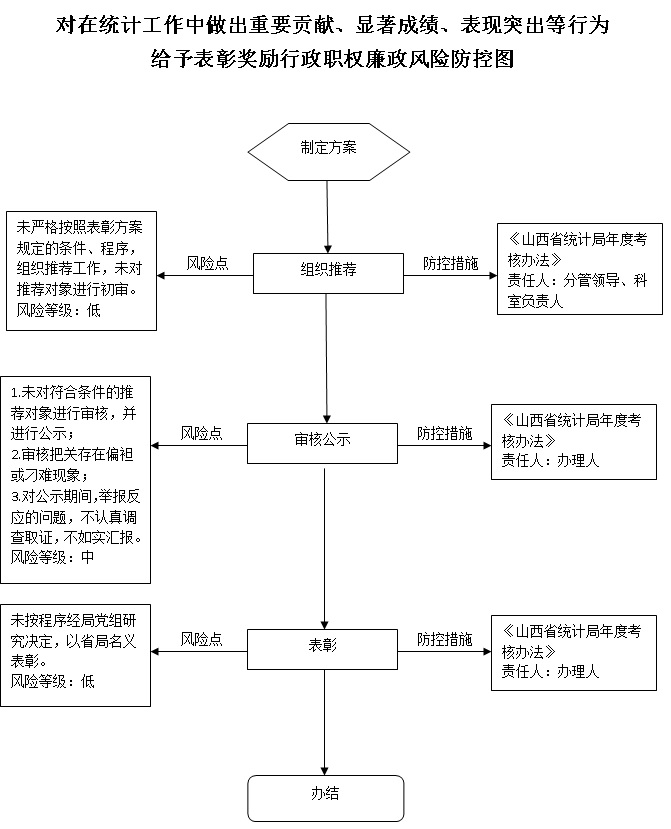 对在统计工作中做出重要贡献、显著成绩、表现突出等行为
给予表彰奖励行政职权廉政风险防控图
制定方案
未严格按照表彰方案
规定的条件、程序，
组织推荐工作，未对
推荐对象进行初审。
风险等级：低
风险点
组织推荐
防控措施
《山西省统计局年度考
核办法》
责任人：分管领导、科
室负责人
1.未对符合条件的推
荐对象进行审核，并
进行公示；
2.审核把关存在偏袒
或刁难现象；
3.对公示期间，举报反
应的问题，不认真调
查取证，不如实汇报。
风险等级：中
风险点
审核公示
防控措施
《山西省统计局年度考
核办法》
责任人：办理人
未按程序经局党组研
究决定，以省局名义
表彰。
风险等级：低
风险点
表彰
防控措施
《山西省统计局年度考
核办法》
责任人：办理人
办结